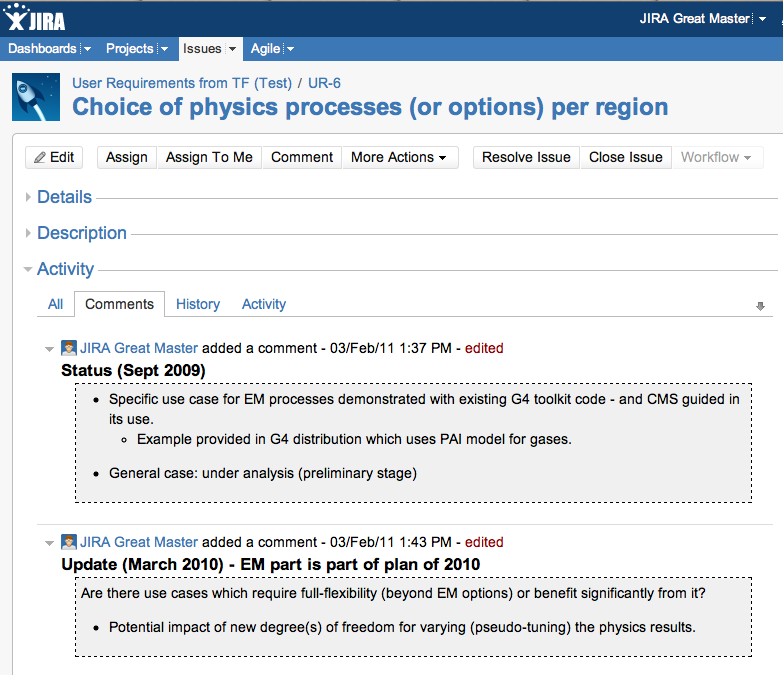 JIRA
JIRA Great Master
Dashboards Projects Issues Agile
User Requirements from TF (Test) / UR-6
Choice of physics processes (or options) per region
Edit Assign Assign To Me Comment More Actions Resolve Issue Close Issue Workflow
Details
Description
Activity
All Comments History Activity
JIRA Great Master added a comment - 03/Feb/11 1:37 PM - edited
Status (Sept 2009)
• Specific use case for EM processes demonstrated with existing G4 toolkit code - and CMS guided in
its use.
◦ Example provided in G4 distribution which uses PAI model for gases.
• General case: under analysis (preliminary stage)
JIRA Great Master added a comment - 03/Feb/11 1:43 PM - edited
Update (March 2010) - EM part is part of plan of 2010
Are there use cases which require full-flexibility (beyond EM options) or benefit significantly from it?
• Potential impact of new degree(s) of freedom for varying (pseudo-tuning) the physics results.